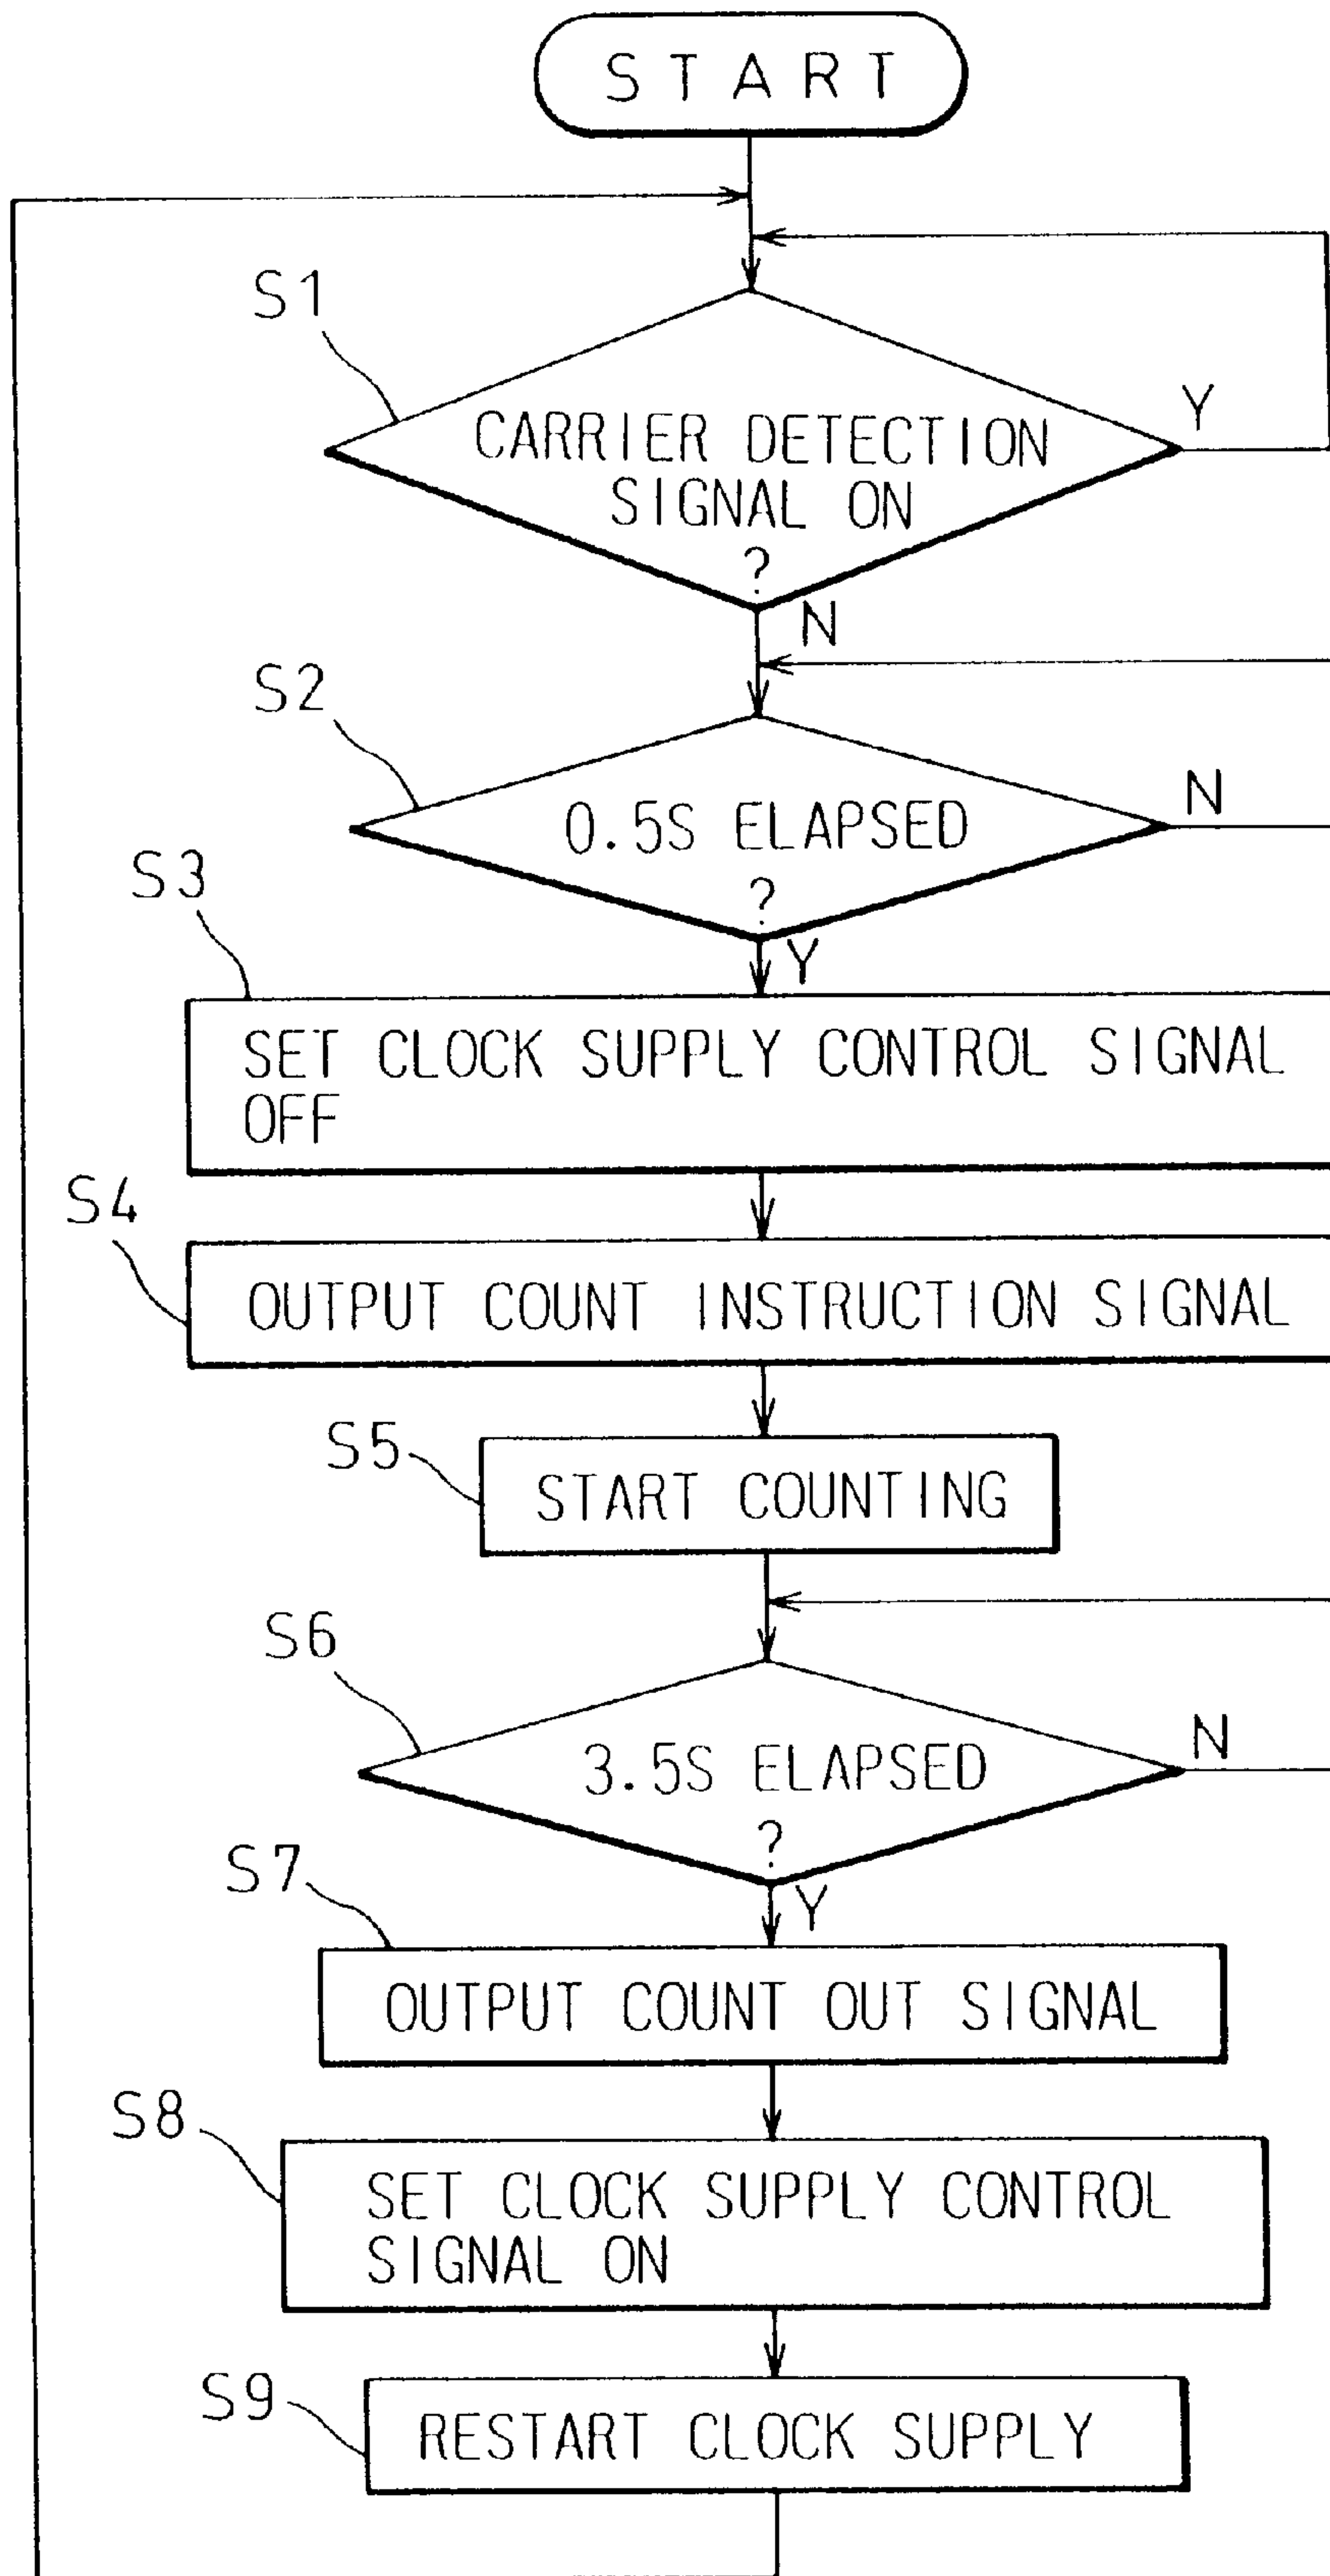 START
S1
CARRIER DETECTION
SIGNAL ON
?
Y
N
S2
0.5S ELAPSED
?
N
Y
S3
SET CLOCK SUPPLY CONTROL SIGNAL
OFF
S4
OUTPUT COUNT INSTRUCTION SIGNAL
S5
START COUNTING
S6
3.5S ELAPSED
?
N
Y
S7
OUTPUT COUNT OUT SIGNAL
S8
SET CLOCK SUPPLY CONTROL
SIGNAL ON
S9
RESTART CLOCK SUPPLY